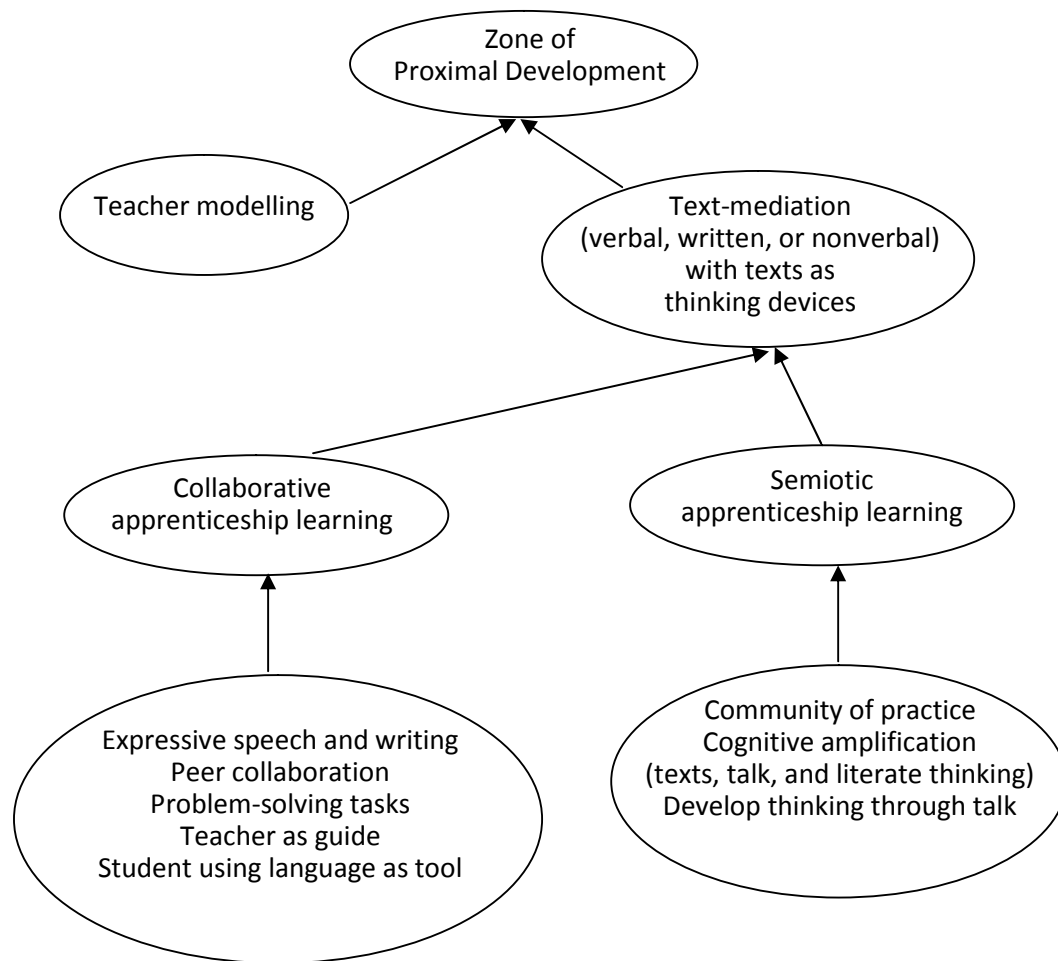 Zone of
Proximal Development
Teacher modelling
Text-mediation
(verbal, written, or nonverbal)
with texts as
thinking devices
Collaborative
apprenticeship learning
Semiotic
apprenticeship learning
Expressive speech and writing
Peer collaboration
Problem-solving tasks
Teacher as guide
Student using language as tool
Community of practice
Cognitive amplification
(texts, talk, and literate thinking)
Develop thinking through talk